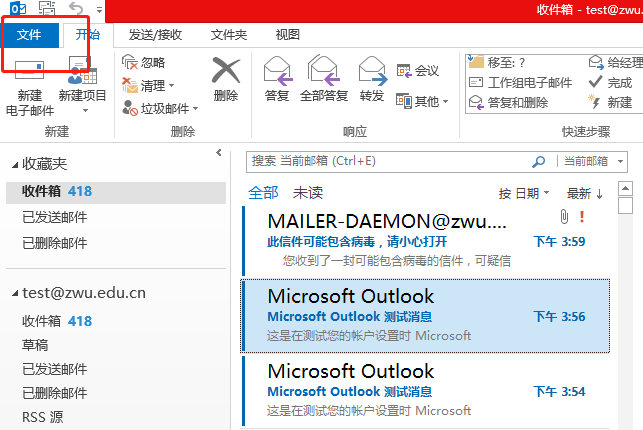 收件箱 - test@zwu.edu
文件 开始 发送/接收 文件夹 视图
新建
电子邮件
新建项目
新建
忽略
清理
垃圾邮件
删除
删除
答复
全部答复
转发
会议
其他
响应
移至: ?
工作组电子邮件
答复和删除
给经理
完成
新建
快速步骤
收藏夹
收件箱 418
已发送邮件
已删除邮件
test@zwu.edu.cn
收件箱 418
草稿
已发送邮件
已删除邮件
RSS 源
搜索 当前邮箱 (Ctrl+E)
当前邮箱
全部 未读 按 日期 最新 ↓
MAILER-DAEMON@zwu....
此信件可能包含病毒，请小心打开 下午 3:59
您收到了一封可能包含病毒的信件，可疑信
Microsoft Outlook
Microsoft Outlook 测试消息 下午 3:56
这是在测试您的帐户设置时 Microsoft
Microsoft Outlook
Microsoft Outlook 测试消息 下午 3:54
这是在测试您的帐户设置时 Microsoft